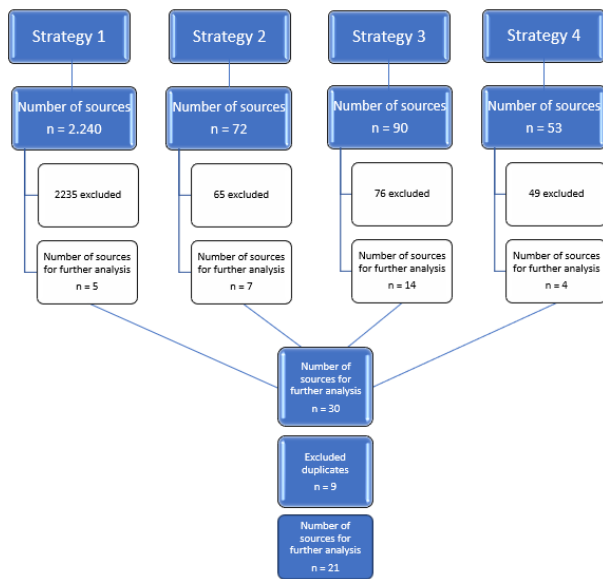 Strategy 1
Strategy 2
Strategy 3
Strategy 4
Number of sources
n = 2.240
Number of sources
n = 72
Number of sources
n = 90
Number of sources
n = 53
2235 excluded
65 excluded
76 excluded
49 excluded
Number of sources
for further analysis
n = 5
Number of sources
for further analysis
n = 7
Number of sources
for further analysis
n = 14
Number of sources
for further analysis
n = 4
Number of
sources for
further analysis
n = 30
Excluded
duplicates
n = 9
Number of
sources for
further analysis
n = 21